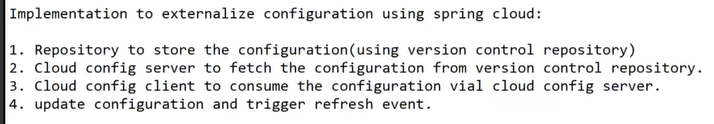 Implementation to externalize configuration using spring cloud:
1. Repository to store the configuration(using version control repository)
2. Cloud config server to fetch the configuration from version control repository.
3. Cloud config client to consume the configuration vial cloud config server.
4. update configuration and trigger refresh event.